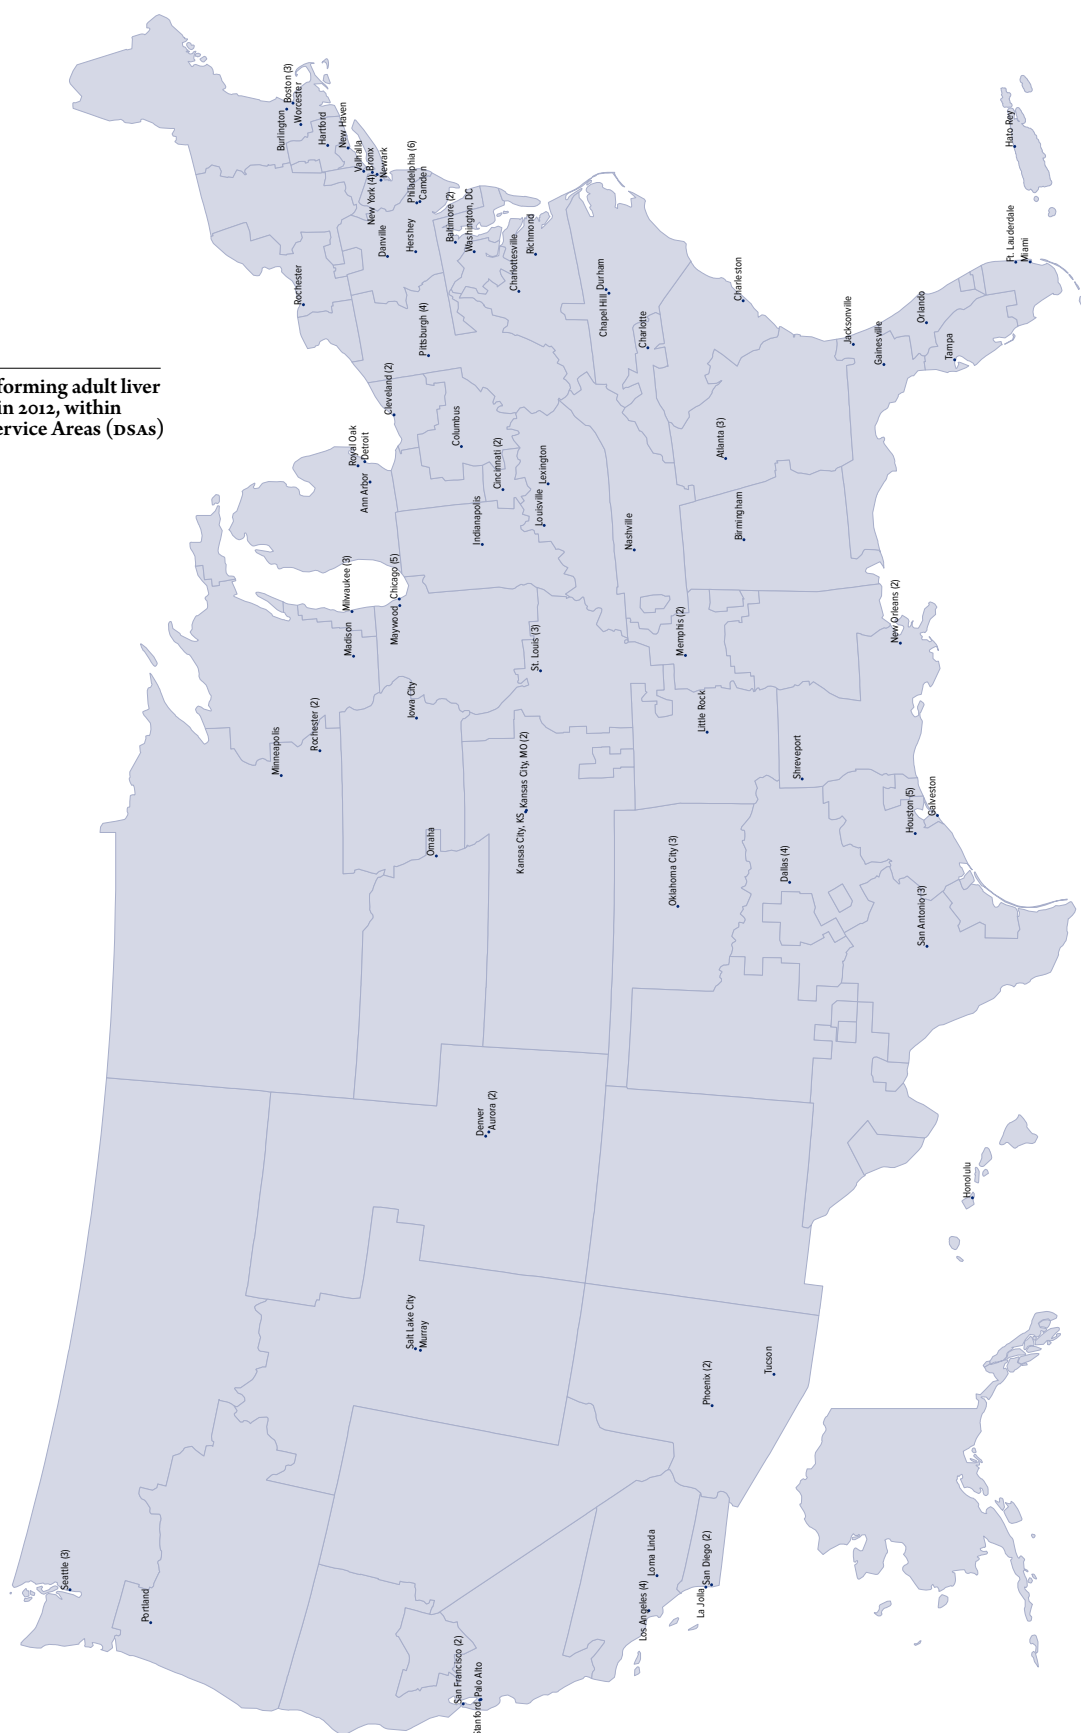 forming adult liver
in 2012, within
ervice Areas (DSAs)
Seattle (3)
Portland
San Francisco (2)
Stanford
Palo Alto
Los Angeles (4)
Loma Linda
La Jolla
San Diego (2)
Salt Lake City
Murray
Phoenix (2)
Tucson
Denver
Aurora (2)
Honolulu
Minneapolis
Rochester (2)
Omaha
Iowa City
Kansas City, KS
Kansas City, MO (2)
Oklahoma City (3)
Dallas (4)
San Antonio (3)
Houston (5)
Galveston
Shreveport
Little Rock
Memphis (2)
New Orleans (2)
St. Louis (3)
Madison
Milwaukee (3)
Maywood
Chicago (5)
Indianapolis
Louisville
Lexington
Nashville
Birmingham
Atlanta (3)
Ann Arbor
Royal Oak
Detroit
Cleveland (2)
Columbus
Cincinnati (2)
Pittsburgh (4)
Rochester
Danville
Hershey
Philadelphia (6)
Camden
Baltimore (2)
Washington, DC
Charlottesville
Richmond
Chapel Hill
Durham
Charlotte
Charleston
Jacksonville
Gainesville
Orlando
Tampa
Ft. Lauderdale
Miami
Hato Rey
New York (4)
Bronx
Valhalla
Newark
New Haven
Hartford
Burlington
Boston (3)
Worcester